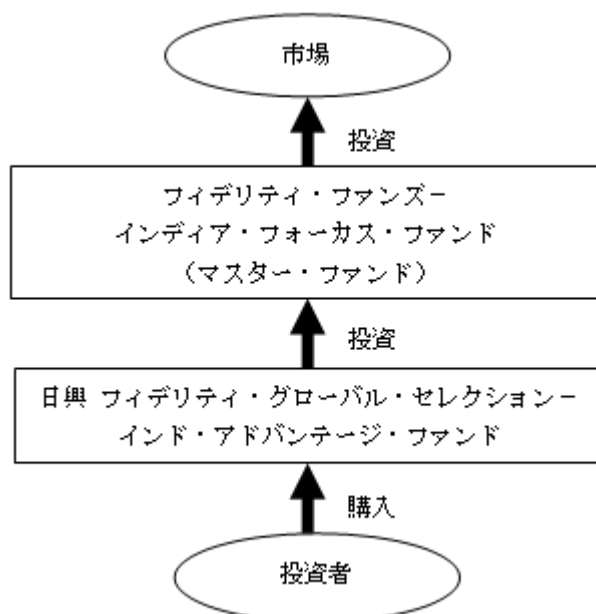 市場
投資
フィデリティ・ファンズ－
インディア・フォーカス・ファンド
（マスター・ファンド）
投資
日興 フィデリティ・グローバル・セレクション－
インド・アドバンテージ・ファンド
購入
投資者